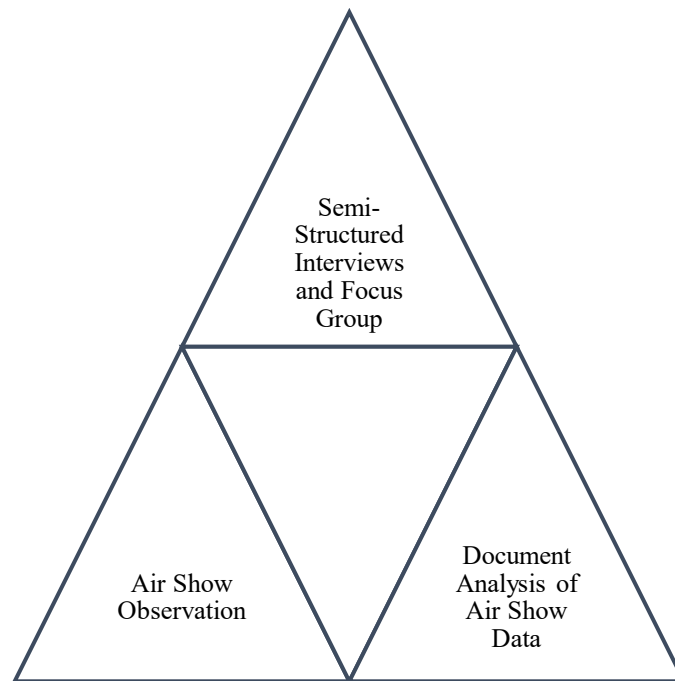 Semi-
Structured
Interviews
and Focus
Group
Air Show
Observation
Document
Analysis of
Air Show
Data